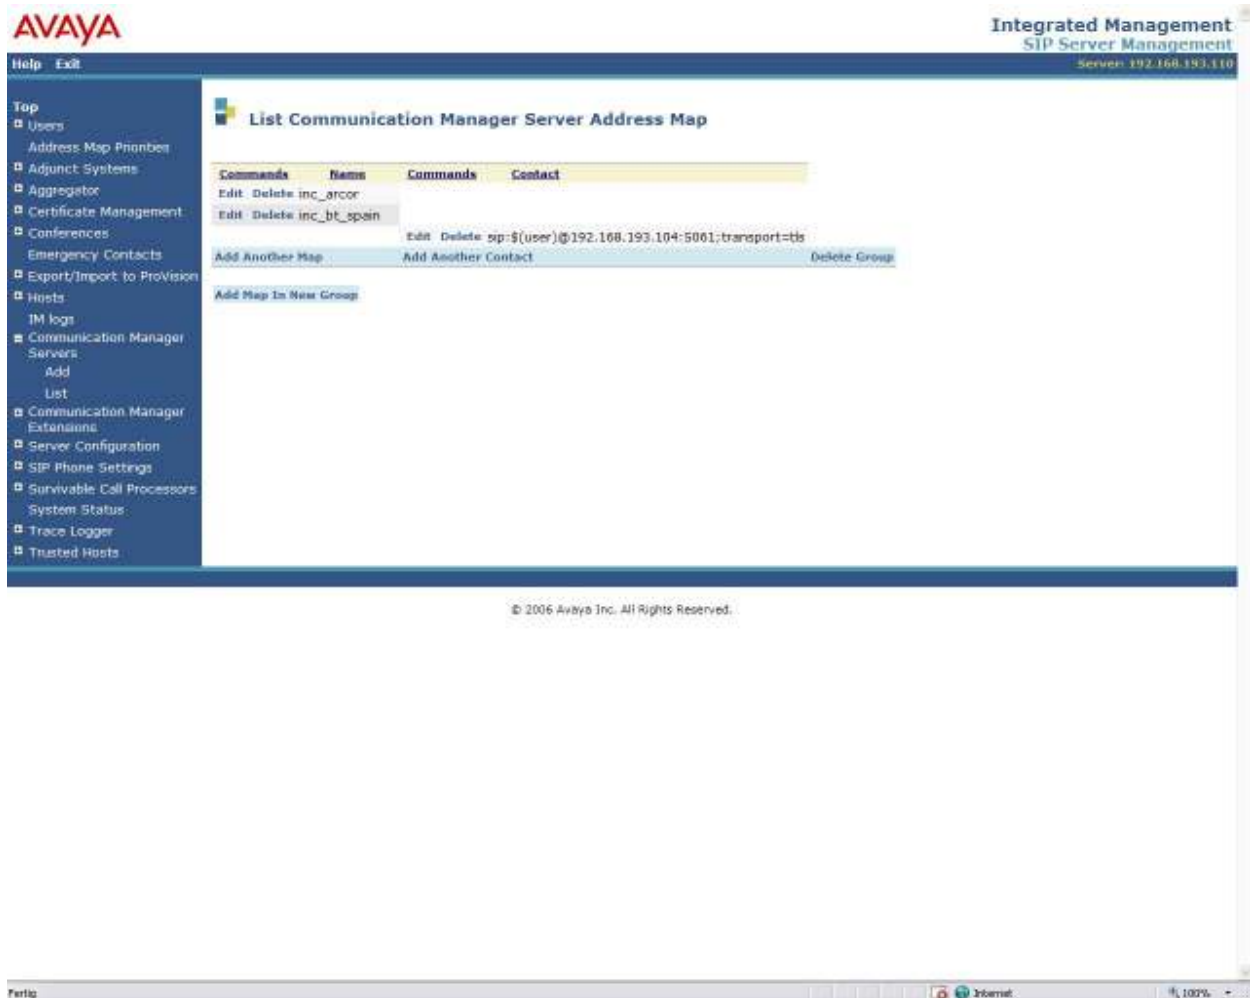 AVAYA
Integrated Management
SIP Server Management
Help Exit
Server: 192.168.193.110
Top
Users
Address Map Priorities
Adjunct Systems
Aggregator
Certificate Management
Conferences
Emergency Contacts
Export/Import to ProVision
Hosts
IM logs
Communication Manager
Servers
Add
List
Communication Manager
Extensions
Server Configuration
SIP Phone Settings
Survivable Call Processors
System Status
Trace Logger
Trusted Hosts
List Communication Manager Server Address Map
Commands Name Commands Contact
Edit Delete inc_arcor
Edit Delete inc_bt_spain
Edit Delete sip:$(user)@192.168.193.104:5061;transport=tls
Add Another Map Add Another Contact Delete Group
Add Map In New Group
© 2006 Avaya Inc. All Rights Reserved.
Fertig Internet 100%